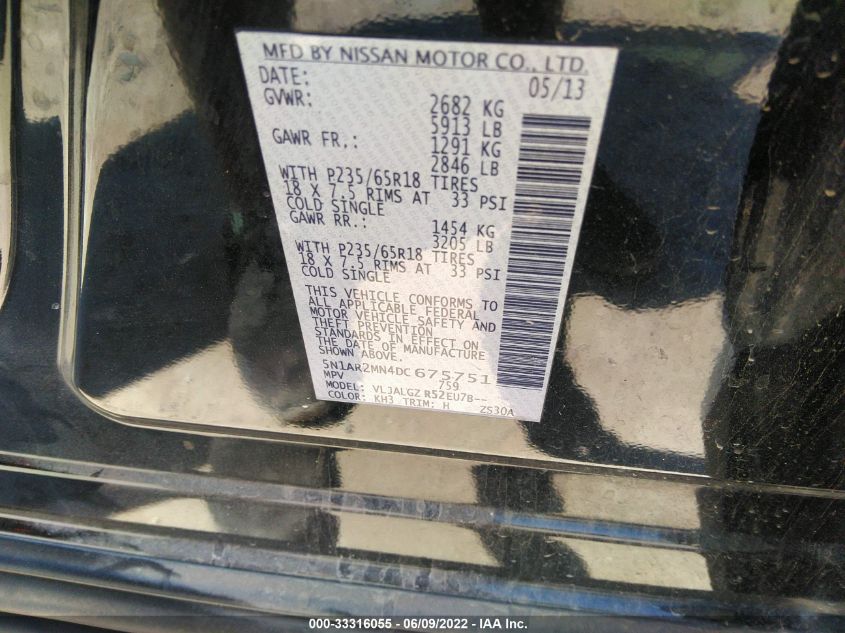 MFD BY NISSAN MOTOR CO., LTD.
DATE: 05/13
GVWR: 2682 KG
5913 LB
GAWR FR.: 1291 KG
2846 LB
WITH P235/65R18 TIRES
18 X 7.5 RIMS AT 33 PSI
COLD SINGLE
GAWR RR.: 1454 KG
3205 LB
WITH P235/65R18 TIRES
18 X 7.5 RIMS AT 33 PSI
COLD SINGLE
THIS VEHICLE CONFORMS TO
ALL APPLICABLE FEDERAL
MOTOR VEHICLE SAFETY AND
THEFT PREVENTION
STANDARDS IN EFFECT ON
THE DATE OF MANUFACTURE
SHOWN ABOVE.
5N1AR2MN4DC675751
MPV 759
MODEL: VLJALGZ R52EU7B--
COLOR: KH3 TRIM: H ZS30A
000-33316055 - 06/09/2022 - IAA Inc.